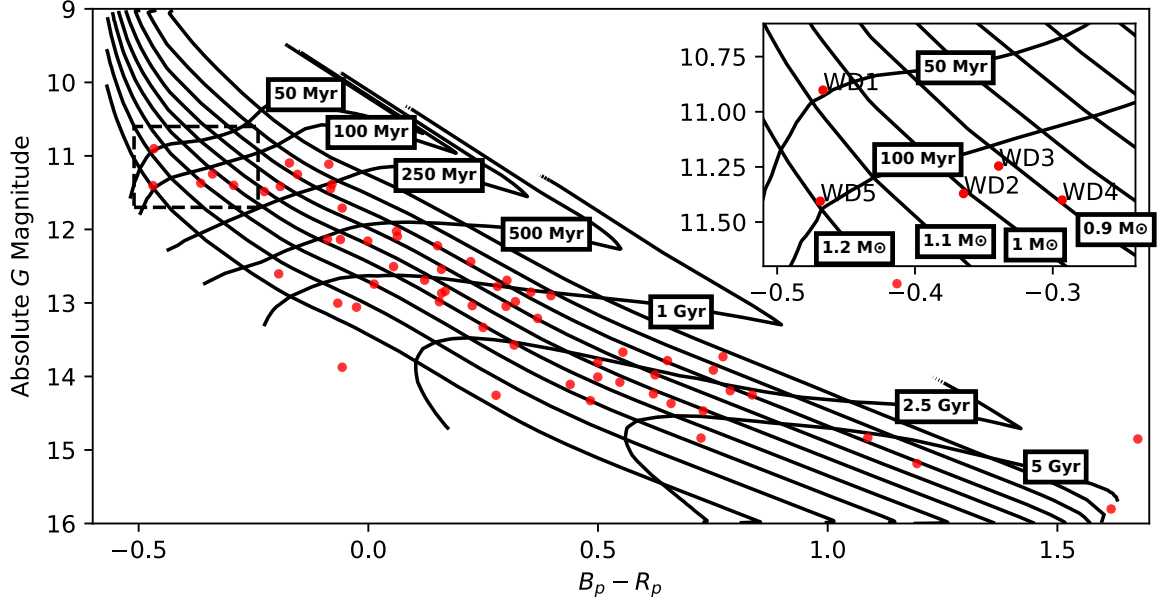 9
10
11
12
13
14
15
16
Absolute G Magnitude
−0.5
0.0
0.5
1.0
1.5
B_p − R_p
50 Myr
100 Myr
250 Myr
500 Myr
1 Gyr
2.5 Gyr
5 Gyr
10.75
11.00
11.25
11.50
−0.5
−0.4
−0.3
50 Myr
WD1
100 Myr
WD3
WD2
WD4
WD5
1.2 M⊙
1.1 M⊙
1 M⊙
0.9 M⊙